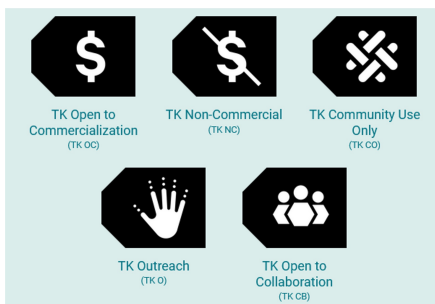 $
$
TK Open to
Commercialization
(TK OC)
TK Non-Commercial
(TK NC)
TK Community Use
Only
(TK CO)
TK Outreach
(TK O)
TK Open to
Collaboration
(TK CB)